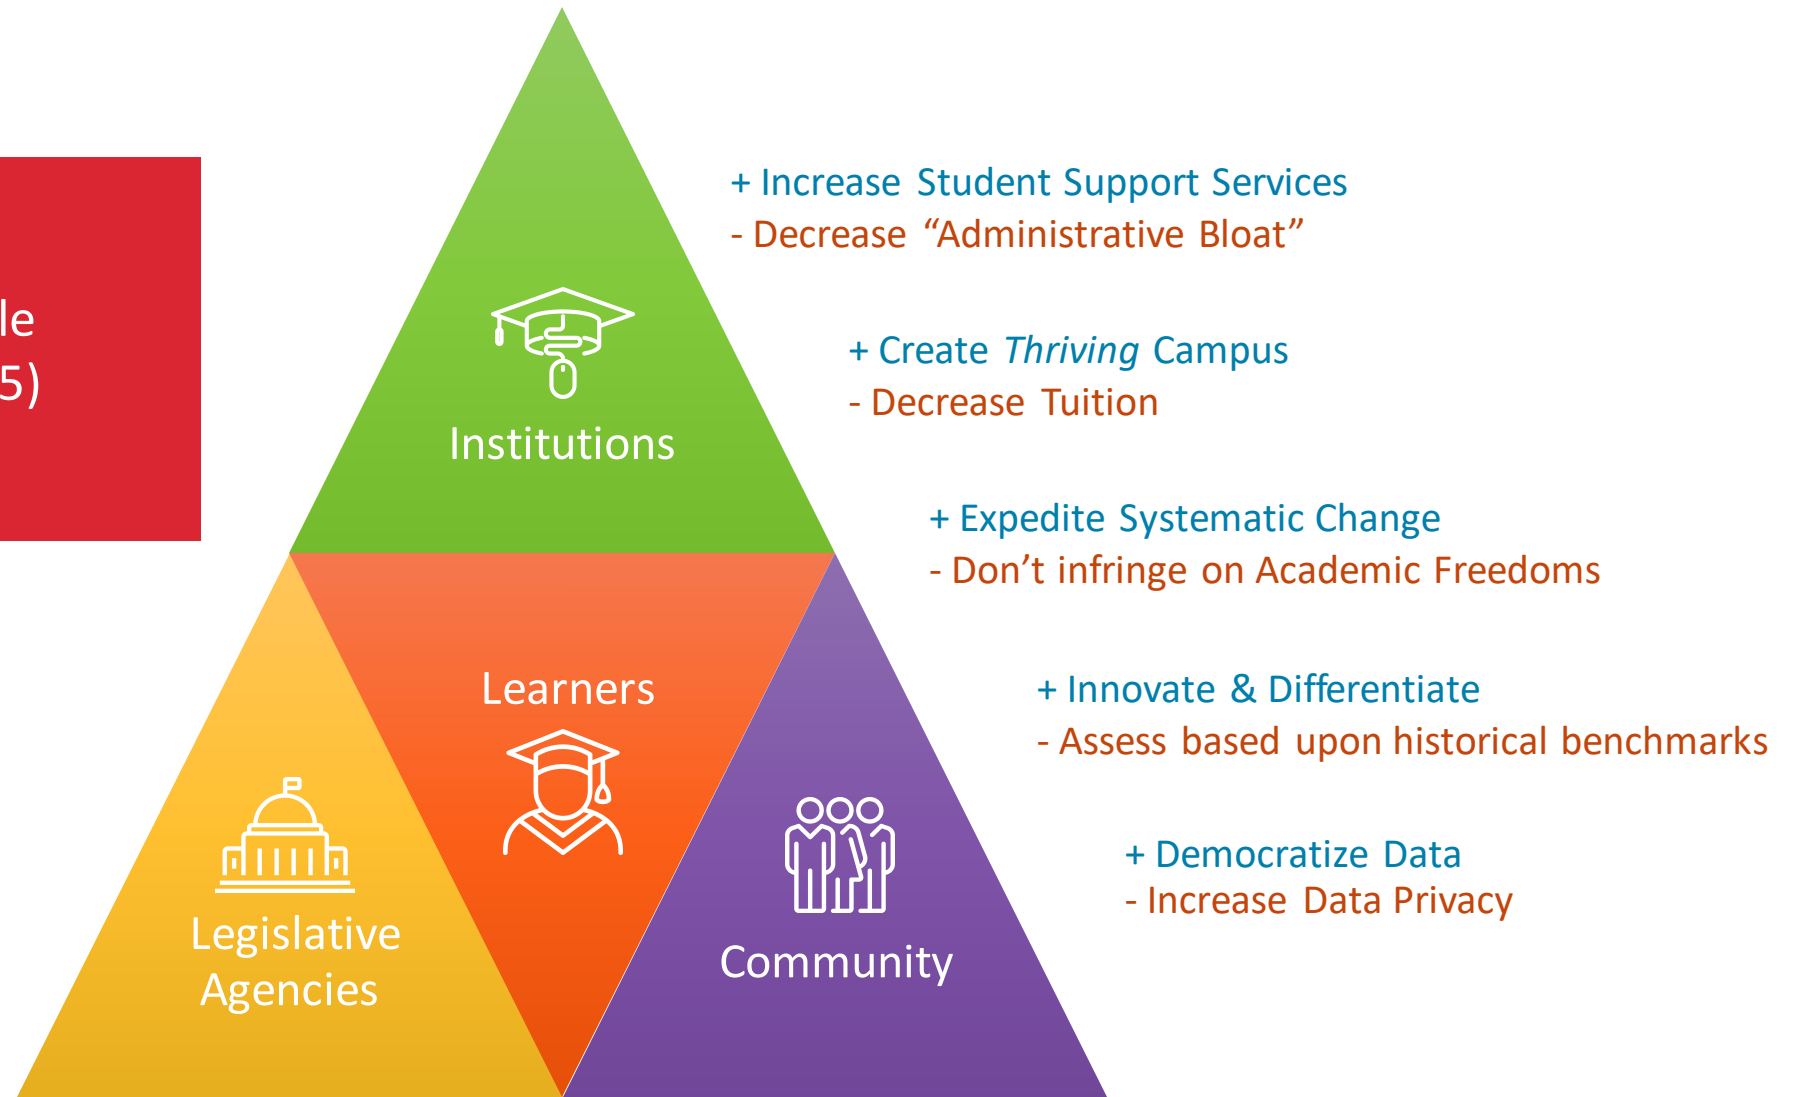 5)
Institutions
Learners
Legislative
Agencies
Community
+ Increase Student Support Services
- Decrease “Administrative Bloat”
+ Create Thriving Campus
- Decrease Tuition
+ Expedite Systematic Change
- Don’t infringe on Academic Freedoms
+ Innovate & Differentiate
- Assess based upon historical benchmarks
+ Democratize Data
- Increase Data Privacy